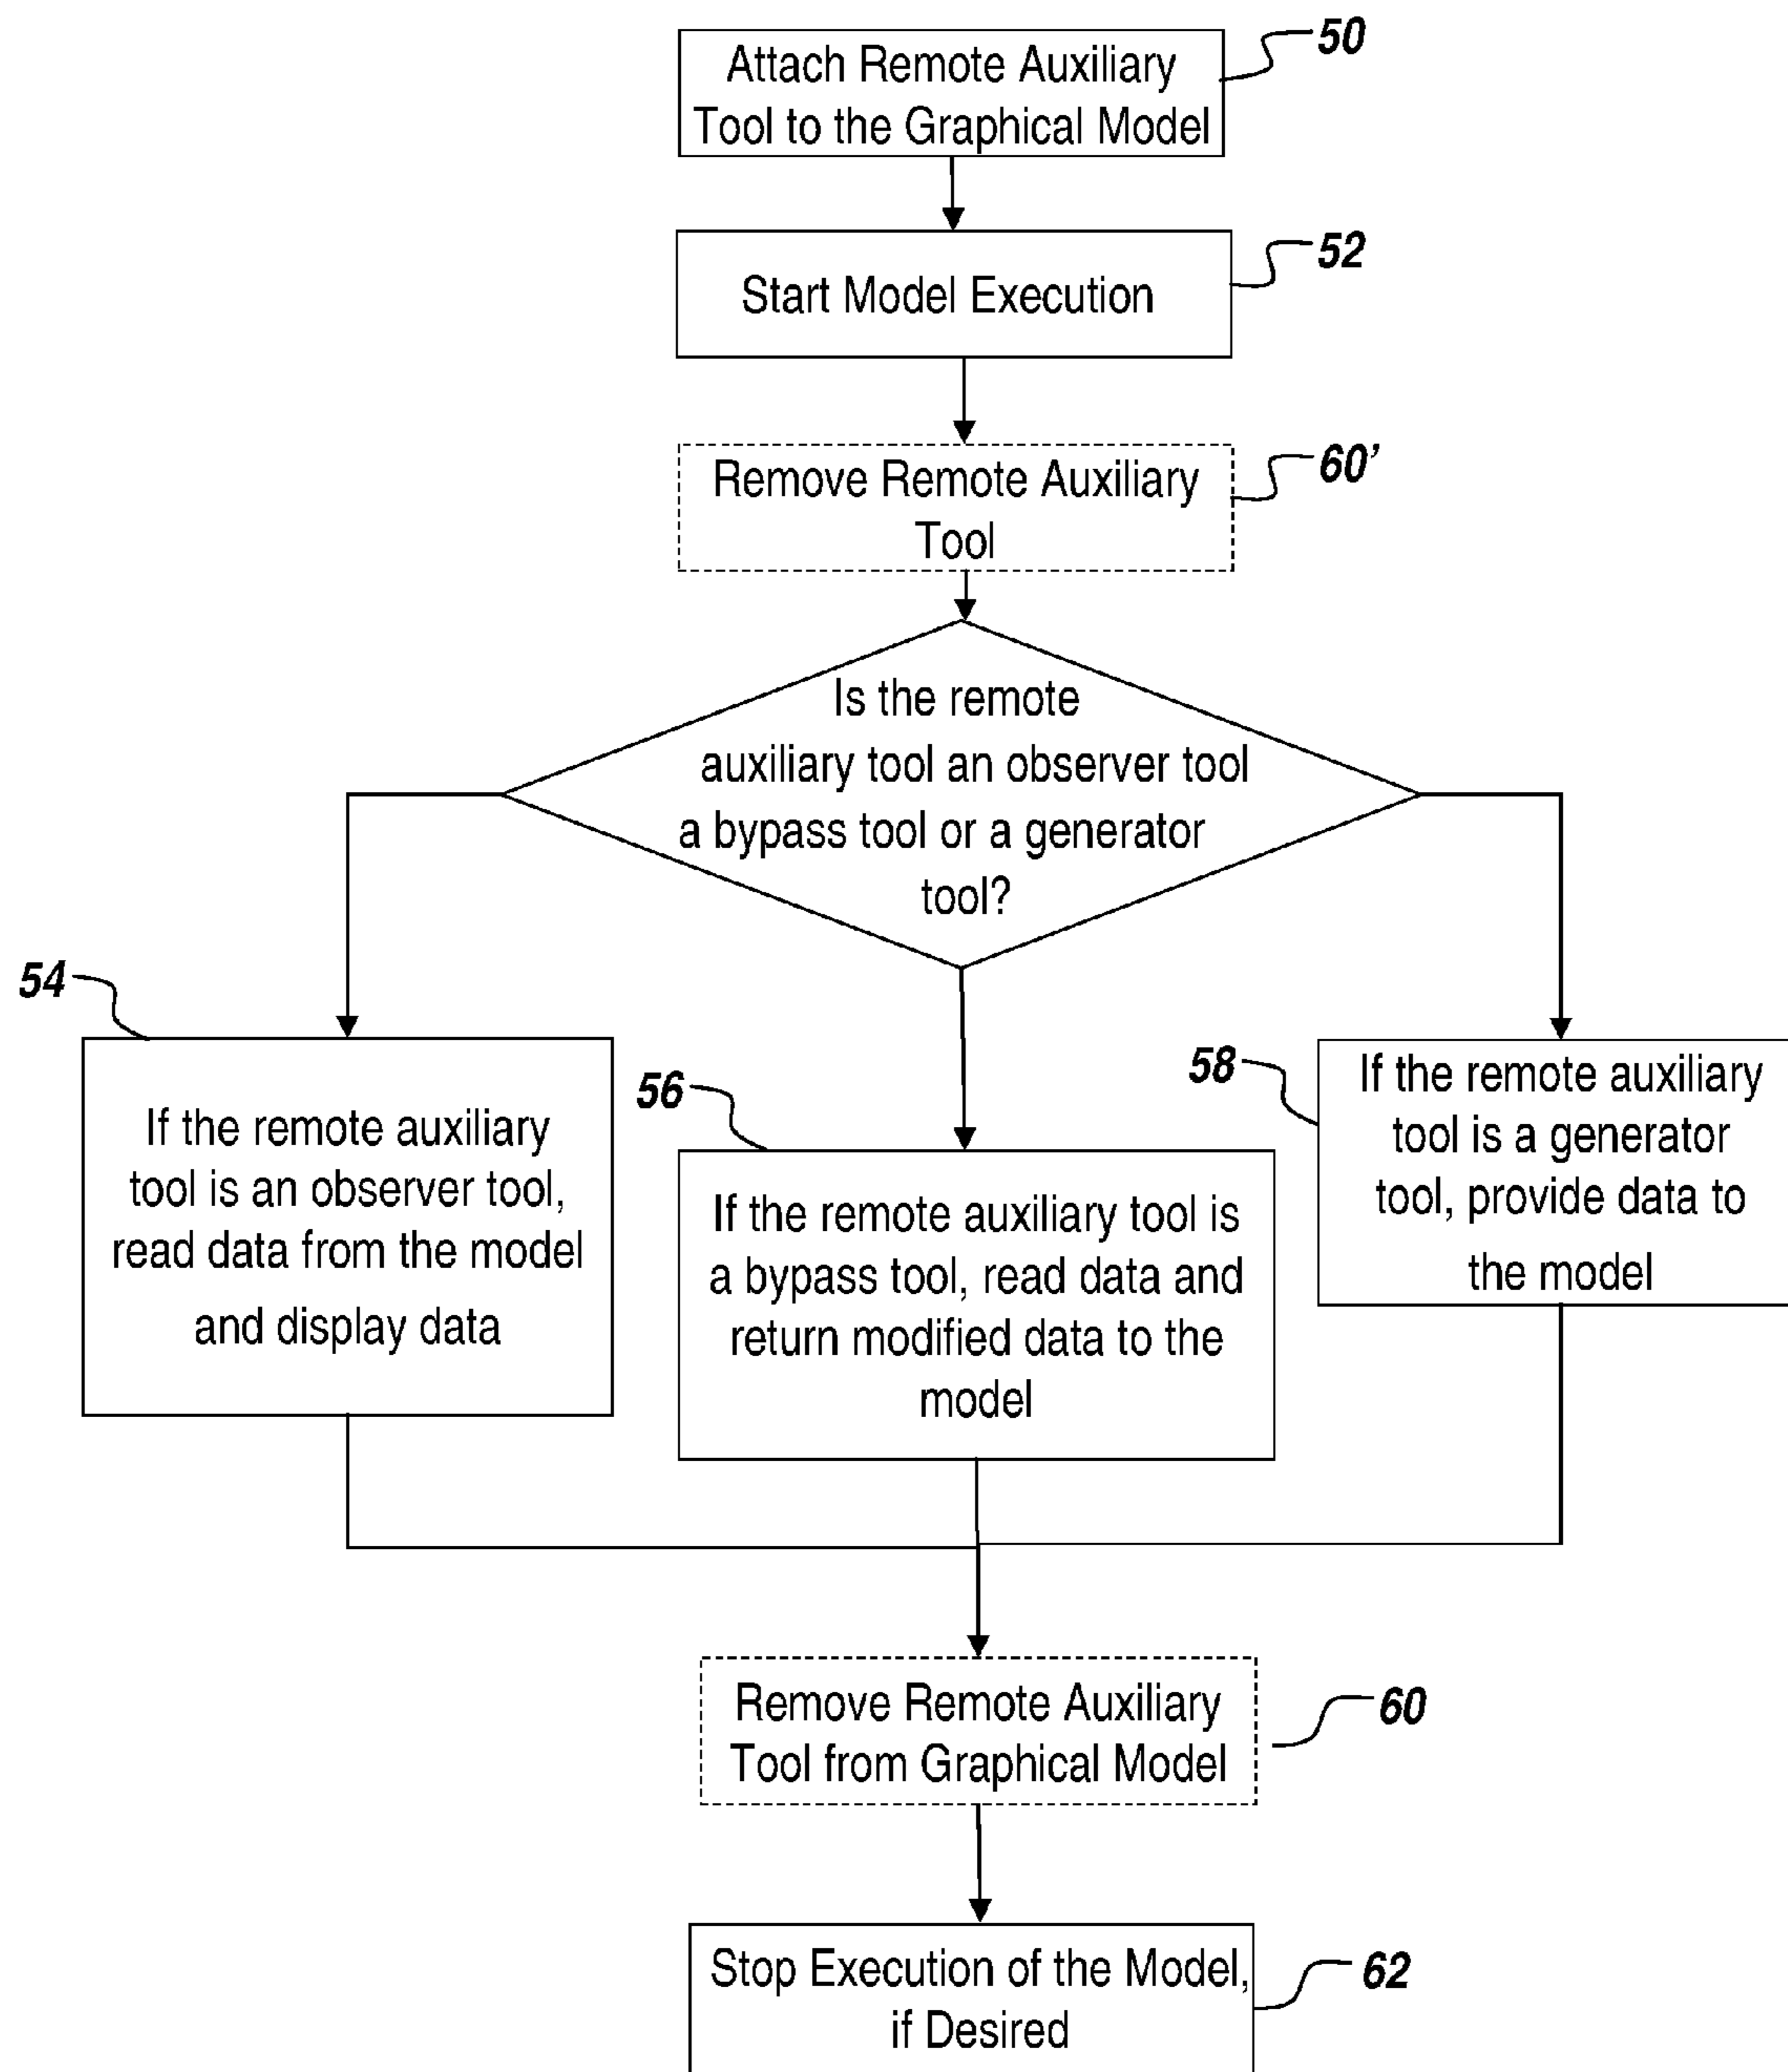 Attach Remote Auxiliary
Tool to the Graphical Model
50
Start Model Execution
52
Remove Remote Auxiliary
Tool
60’
Is the remote
auxiliary tool an observer tool
a bypass tool or a generator
tool?
54
If the remote auxiliary
tool is an observer tool,
read data from the model
and display data
56
If the remote auxiliary tool is
a bypass tool, read data and
return modified data to the
model
58
If the remote auxiliary
tool is a generator
tool, provide data to
the model
Remove Remote Auxiliary
Tool from Graphical Model
60
Stop Execution of the Model,
if Desired
62